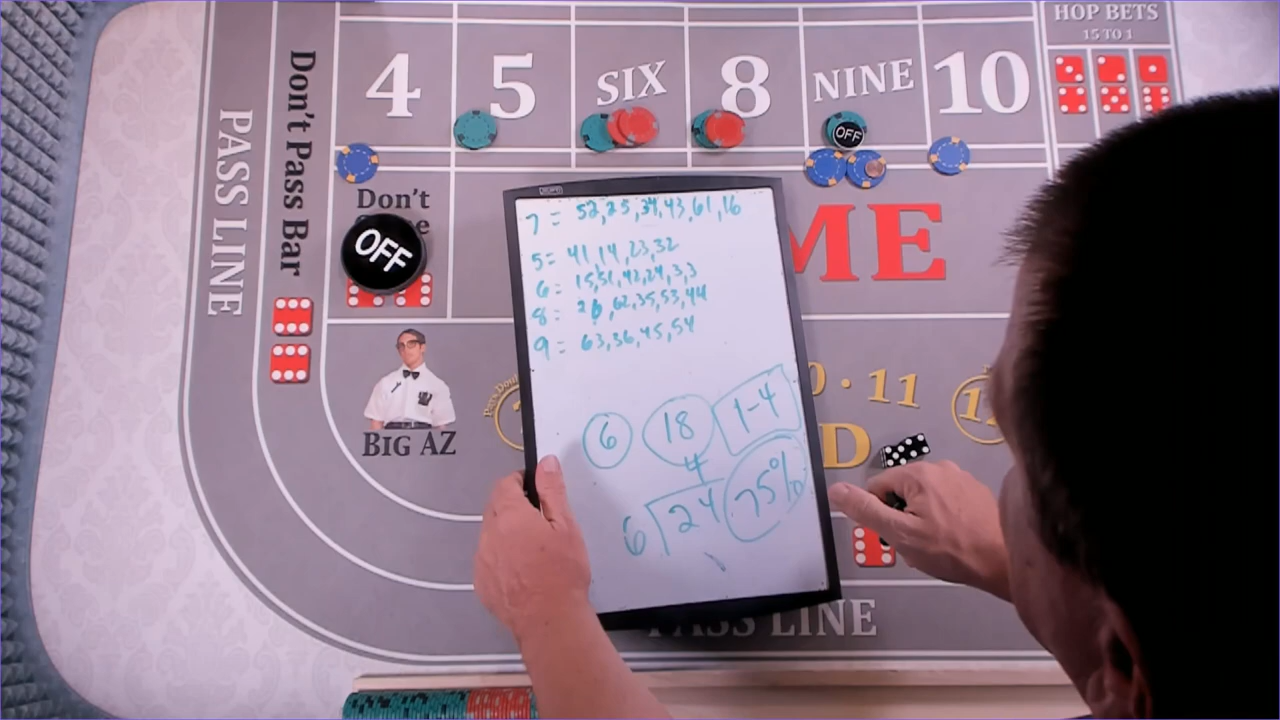 HOP BETS
15 TO 1
4 5 SIX 8 NINE 10
OFF
Don't Pass Bar
PASS LINE
Don't
OFF
ME
7 = 52,25,34,43,61,16
5= 41,14,23,32
6= 15,51,42,24,3,3
8= 26,62,35,53,44
9= 63,36,45,54
6 18 1-4
4
6 24 75%
BIG AZ
· 11
12
D
PASS LINE